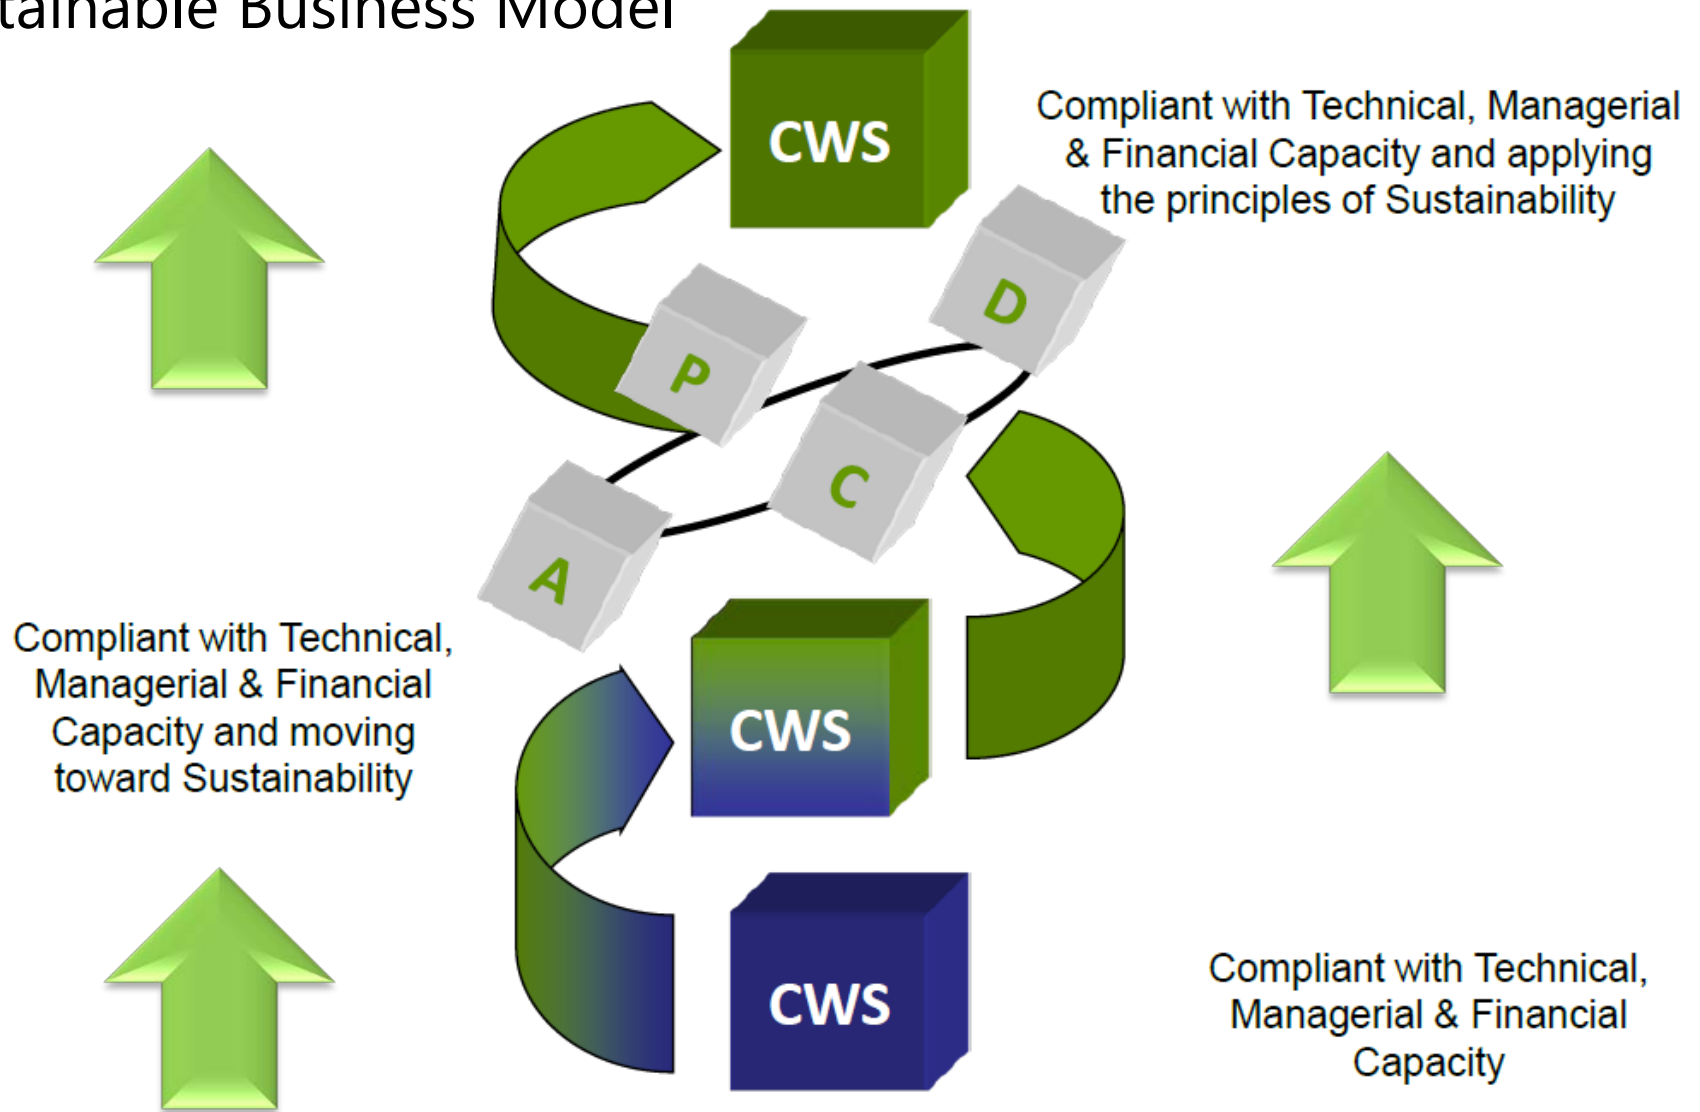 tainable Business Model
CWS
Compliant with Technical, Managerial
& Financial Capacity and applying
the principles of Sustainability
D
P
C
A
Compliant with Technical,
Managerial & Financial
Capacity and moving
toward Sustainability
CWS
CWS
Compliant with Technical,
Managerial & Financial
Capacity